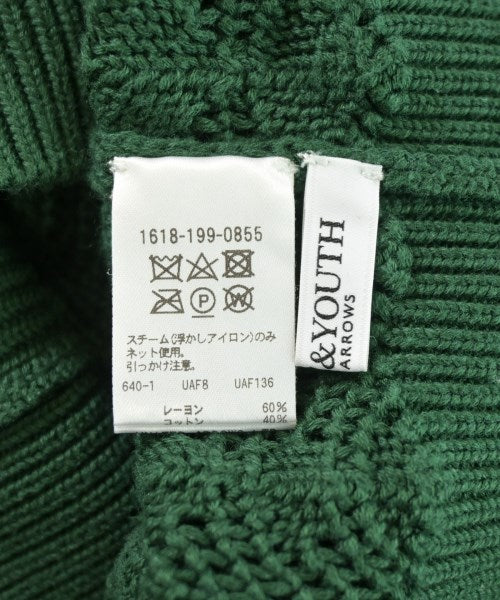 1618-199-0855
P W
スチーム(浮かしアイロン)のみ
ネット使用。
引っかけ注意。
640-1 UAF8 UAF136
レーヨン 60%
コットン 40%
&YOUTH
ARROWS